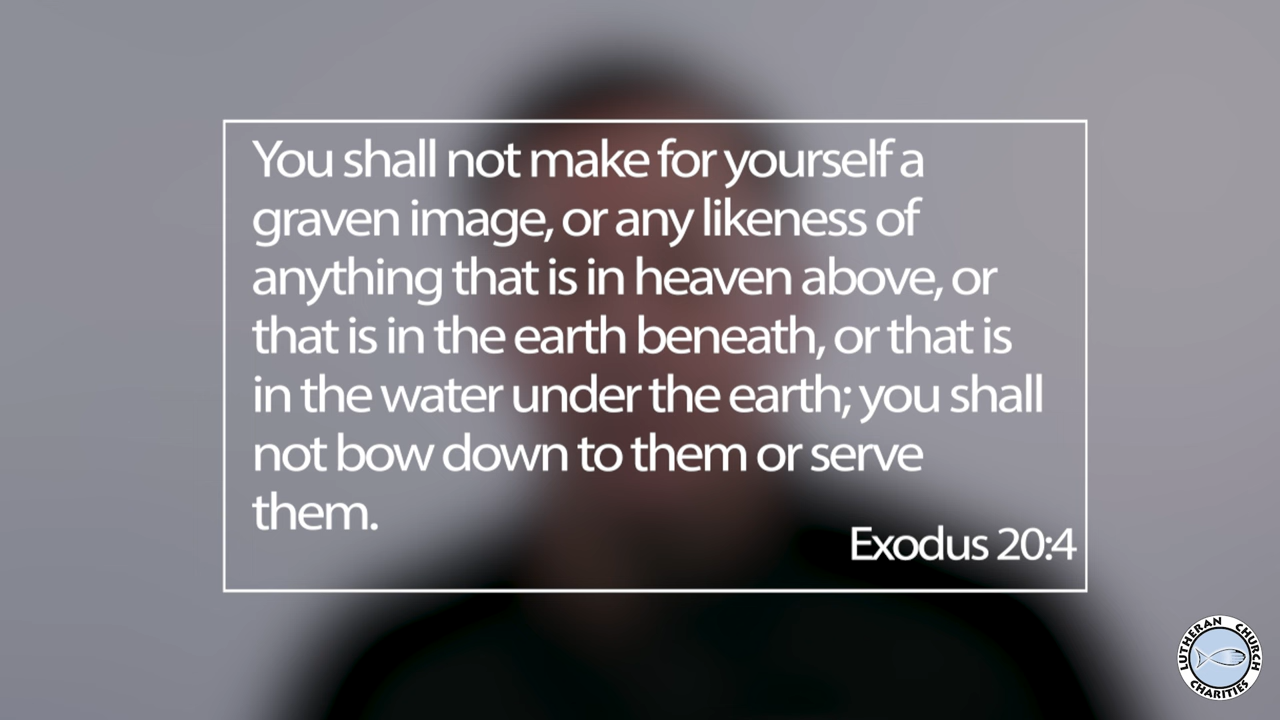 You shall not make for yourself a
graven image, or any likeness of
anything that is in heaven above, or
that is in the earth beneath, or that is
in the water under the earth; you shall
not bow down to them or serve
them.
Exodus 20:4
LUTHERAN CHURCH
CHARITIES